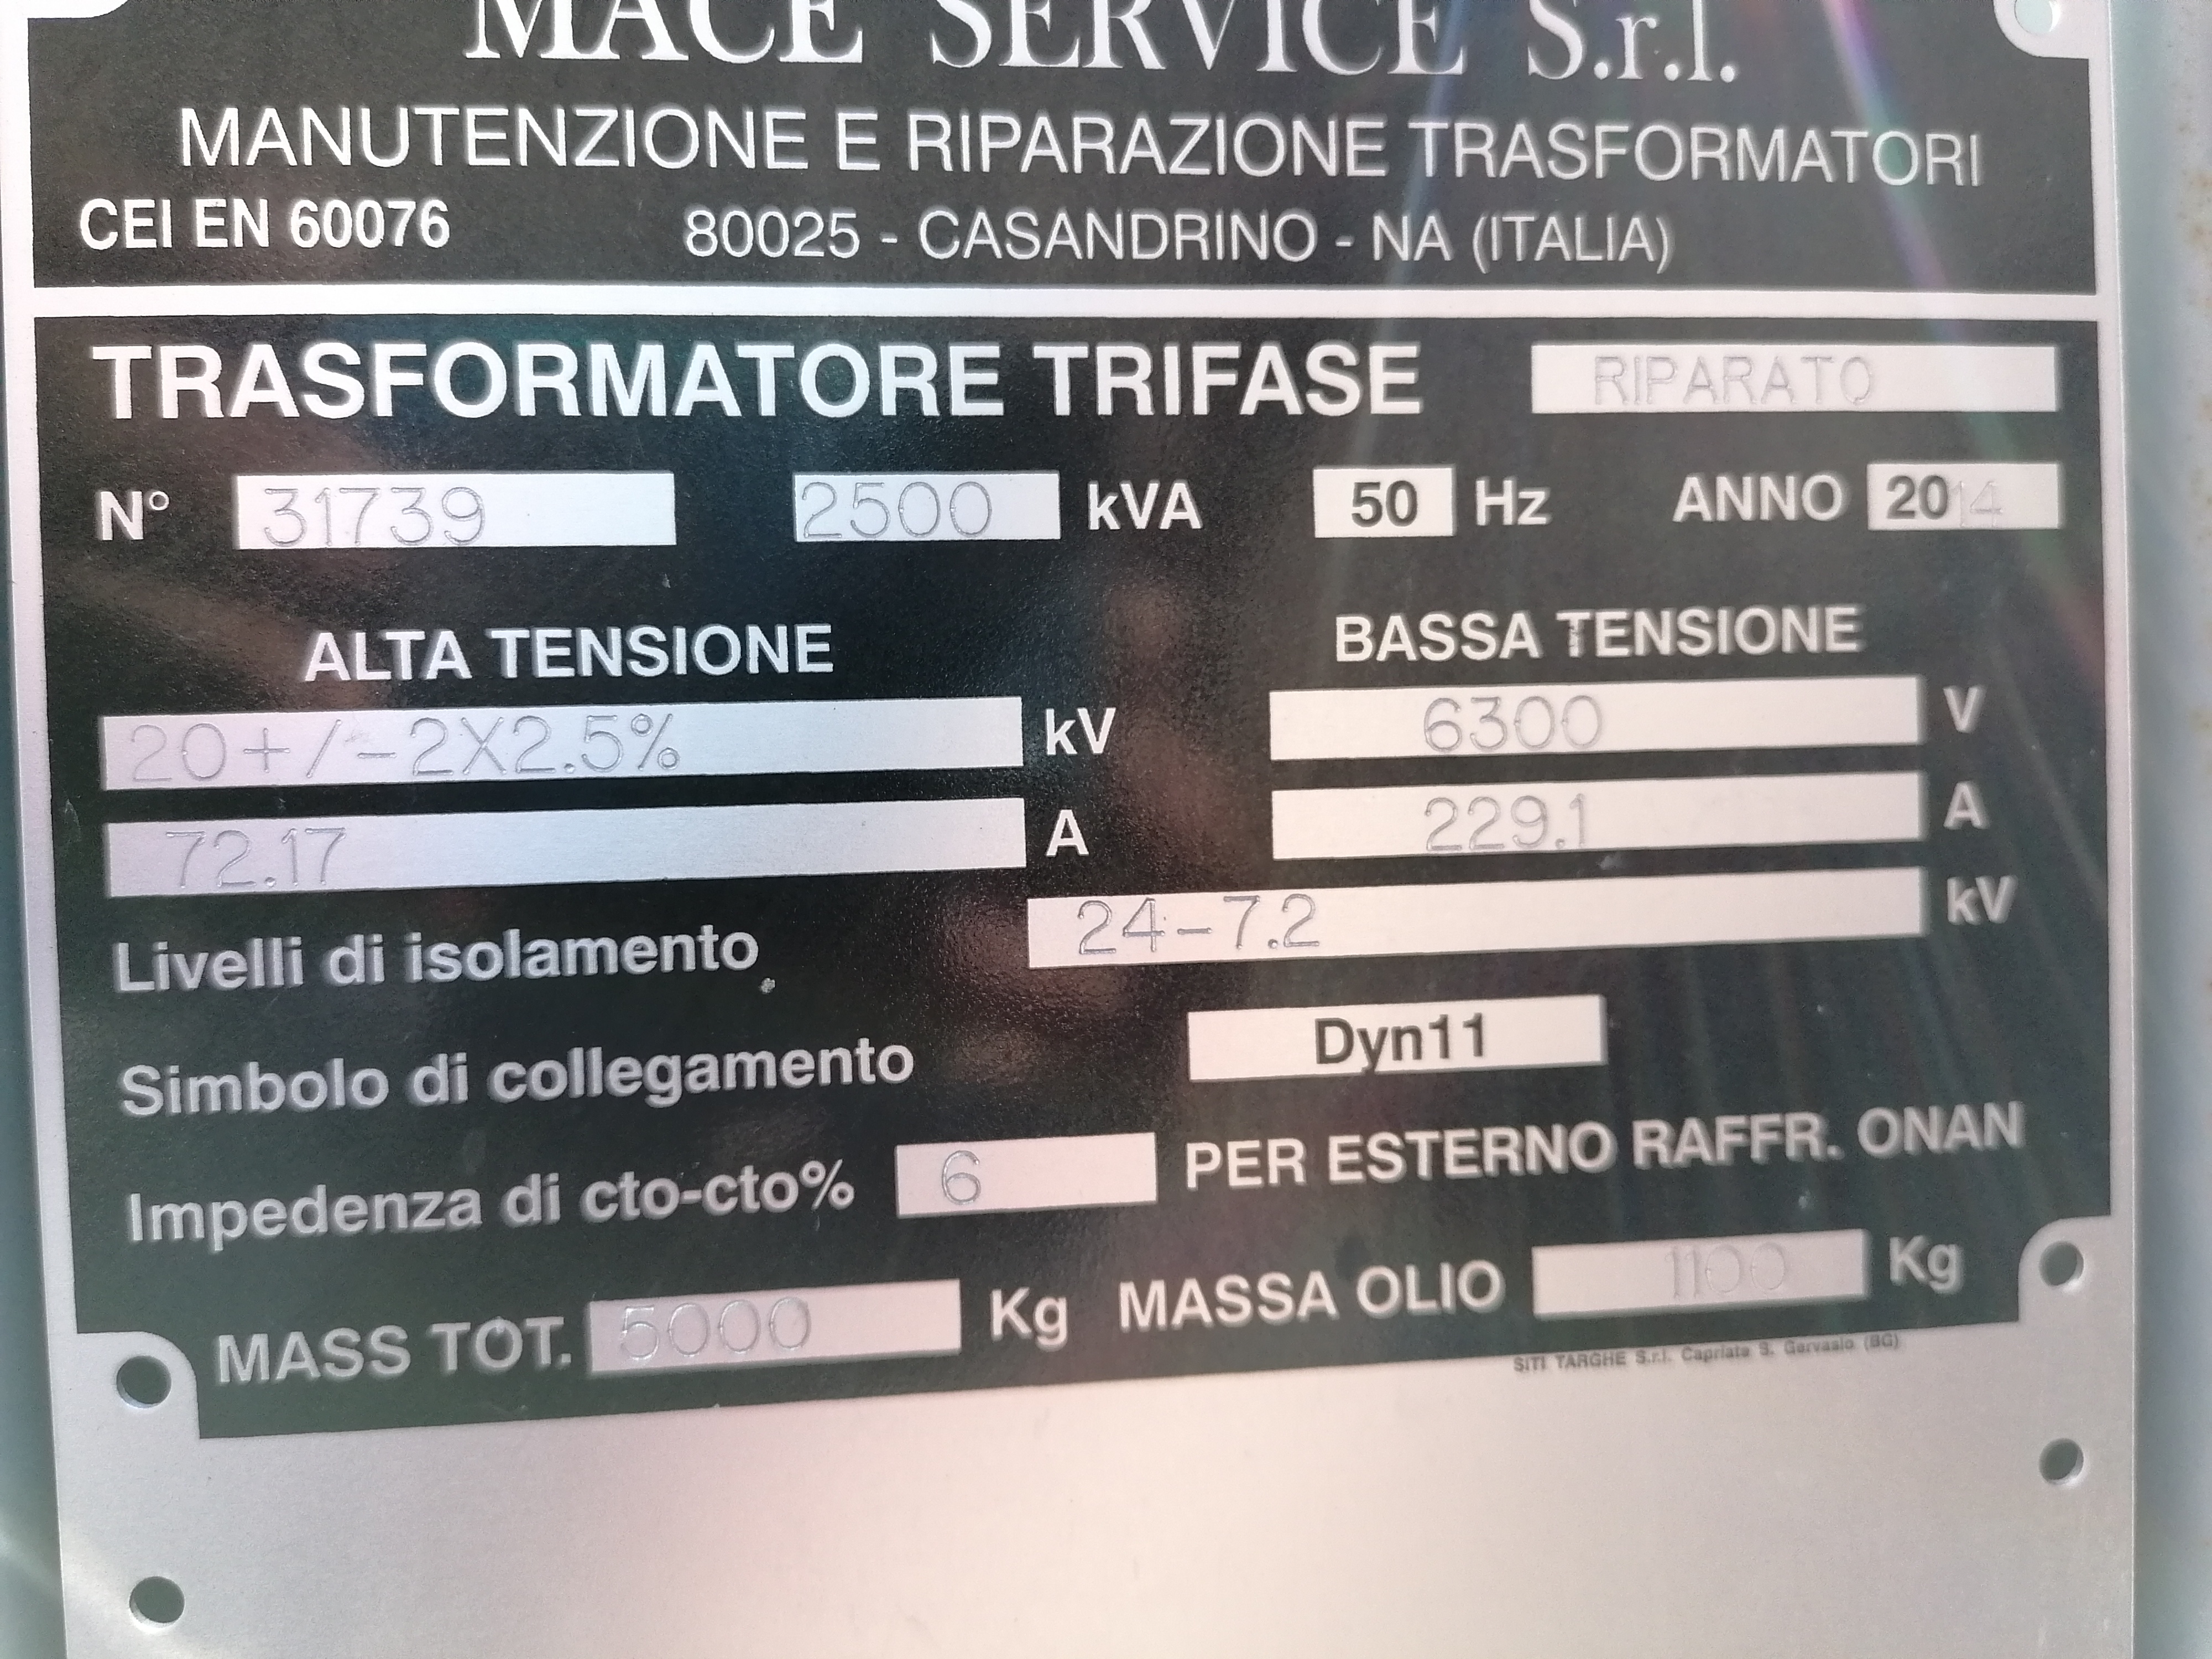 MACE SERVICE S.r.l.
MANUTENZIONE E RIPARAZIONE TRASFORMATORI
CEI EN 60076 80025 - CASANDRINO - NA (ITALIA)
TRASFORMATORE TRIFASE RIPARATO
N° 31739 2500 kVA 50 Hz ANNO 2014
ALTA TENSIONE BASSA TENSIONE
20+/-2X2.5% kV 6300 V
72.17 A 229.1 A
Livelli di isolamento 24-7.2 kV
Simbolo di collegamento Dyn11
Impedenza di cto-cto% 6 PER ESTERNO RAFFR. ONAN
MASS TOT. 5000 Kg MASSA OLIO 1100 Kg
SITI TARGHE S.r.l. Capriate S. Gervasio (BG)